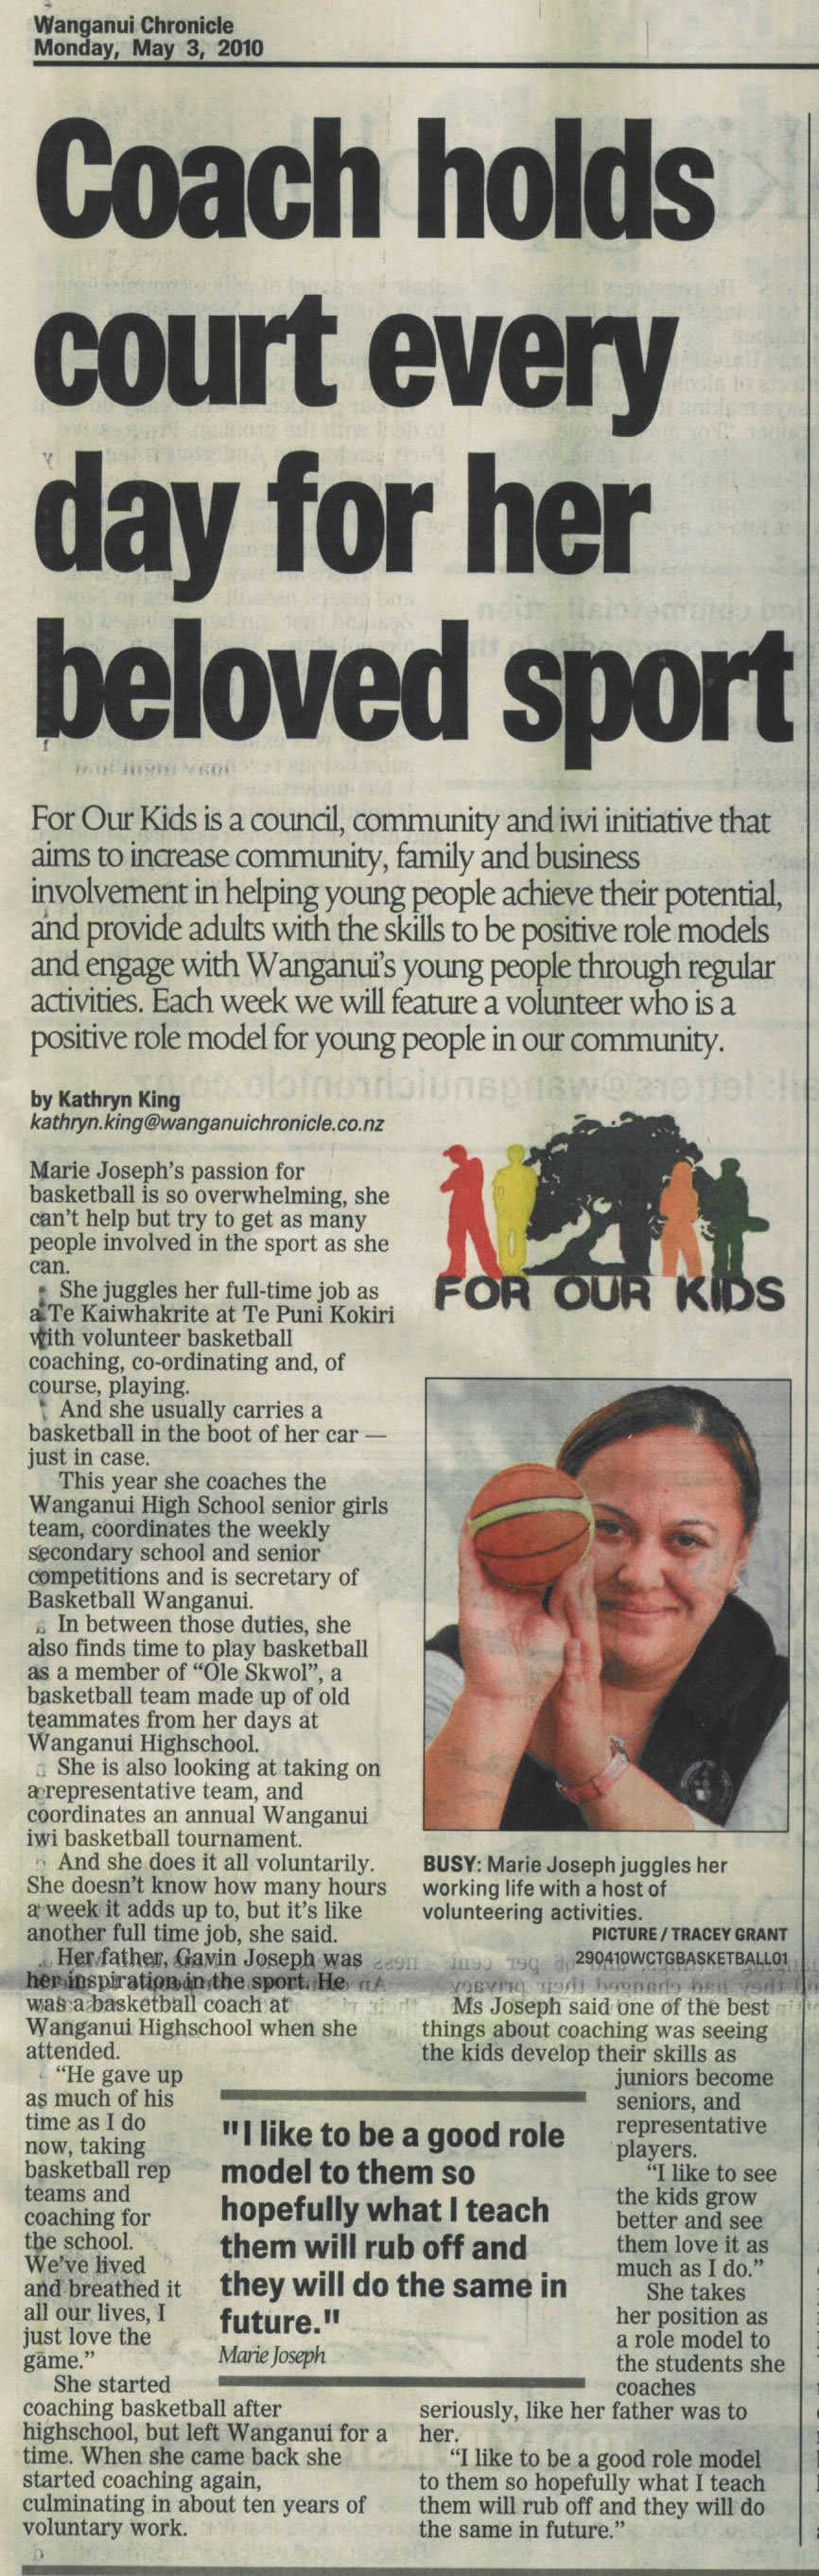 Wanganui Chronicle
Monday, May 3, 2010
Coach holds
court every
day for her
beloved sport
For Our Kids is a council, community and iwi initiative that
aims to increase community, family and business
involvement in helping young people achieve their potential,
and provide adults with the skills to be positive role models
and engage with Wanganui's young people through regular
activities. Each week we will feature a volunteer who is a
positive role model for young people in our community.
by Kathryn King
kathryn.king@wanganuichronicle.co.nz
Marie Joseph's passion for
basketball is so overwhelming, she
can't help but try to get as many
people involved in the sport as she
can.
She juggles her full-time job as
a Te Kaiwhakrite at Te Puni Kokiri
with volunteer basketball
coaching, co-ordinating and, of
course, playing.
And she usually carries a
basketball in the boot of her car —
just in case.
This year she coaches the
Wanganui High School senior girls
team, coordinates the weekly
secondary school and senior
competitions and is secretary of
Basketball Wanganui.
In between those duties, she
also finds time to play basketball
as a member of “Ole Skwol”, a
basketball team made up of old
teammates from her days at
Wanganui Highschool.
She is also looking at taking on
a representative team, and
coordinates an annual Wanganui
iwi basketball tournament.
And she does it all voluntarily.
She doesn't know how many hours
a week it adds up to, but it's like
another full time job, she said.
Her father, Gavin Joseph was
her inspiration in the sport. He
was a basketball coach at
Wanganui Highschool when she
attended.
“He gave up
as much of his
time as I do
now, taking
basketball rep
teams and
coaching for
the school.
We've lived
and breathed it
all our lives, I
just love the
game.”
She started
coaching basketball after
highschool, but left Wanganui for a
time. When she came back she
started coaching again,
culminating in about ten years of
voluntary work.
FOR OUR KIDS
BUSY: Marie Joseph juggles her
working life with a host of
volunteering activities.
PICTURE / TRACEY GRANT
290410WCTGBASKETBALL01
"I like to be a good role
model to them so
hopefully what I teach
them will rub off and
they will do the same in
future."
Marie Joseph
Ms Joseph said one of the best
things about coaching was seeing
the kids develop their skills as
juniors become
seniors, and
representative
players.
“I like to see
the kids grow
better and see
them love it as
much as I do.”
She takes
her position as
a role model to
the students she
coaches
seriously, like her father was to
her.
“I like to be a good role model
to them so hopefully what I teach
them will rub off and they will do
the same in future.”